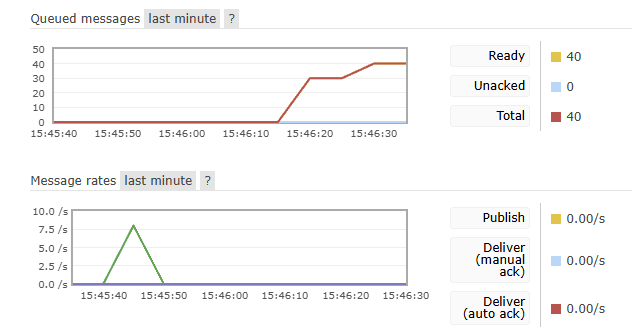 Queued messages last minute ?
50
40
30
20
10
0
15:45:40 15:45:50 15:46:00 15:46:10 15:46:20 15:46:30
Ready 40
Unacked 0
Total 40
Message rates last minute ?
10.0 /s
7.5 /s
5.0 /s
2.5 /s
0.0 /s
15:45:40 15:45:50 15:46:00 15:46:10 15:46:20 15:46:30
Publish 0.00/s
Deliver
(manual 0.00/s
ack)
Deliver
(auto ack) 0.00/s